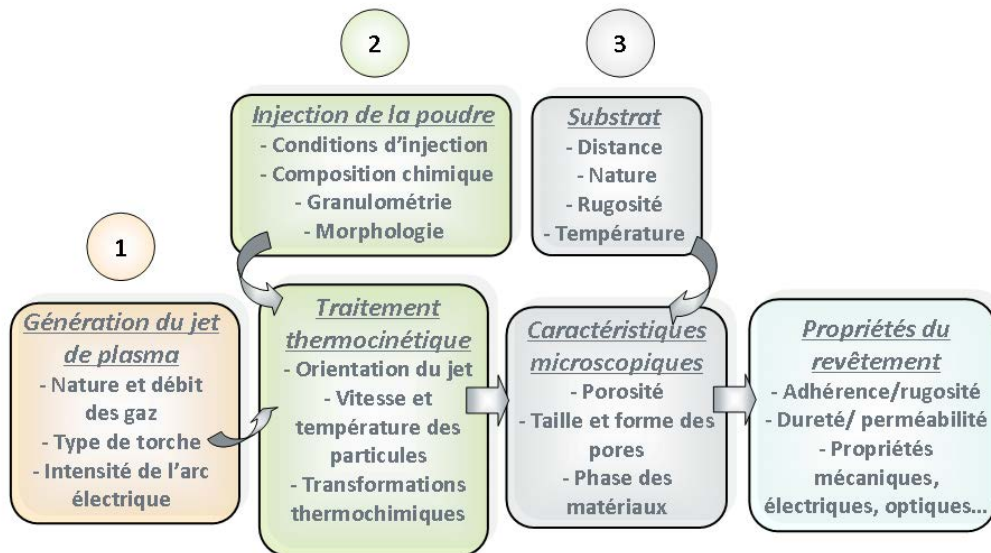 2
3
Injection de la poudre
- Conditions d'injection
- Composition chimique
- Granulométrie
- Morphologie
Substrat
- Distance
- Nature
- Rugosité
- Température
1
Génération du jet
de plasma
- Nature et débit
des gaz
- Type de torche
- Intensité de l'arc
électrique
Traitement
thermocinétique
- Orientation du jet
- Vitesse et
température des
particules
- Transformations
thermochimiques
Caractéristiques
microscopiques
- Porosité
- Taille et forme des
pores
- Phase des
matériaux
Propriétés du
revêtement
- Adhérence/rugosité
- Dureté/ perméabilité
- Propriétés
mécaniques,
électriques, optiques...